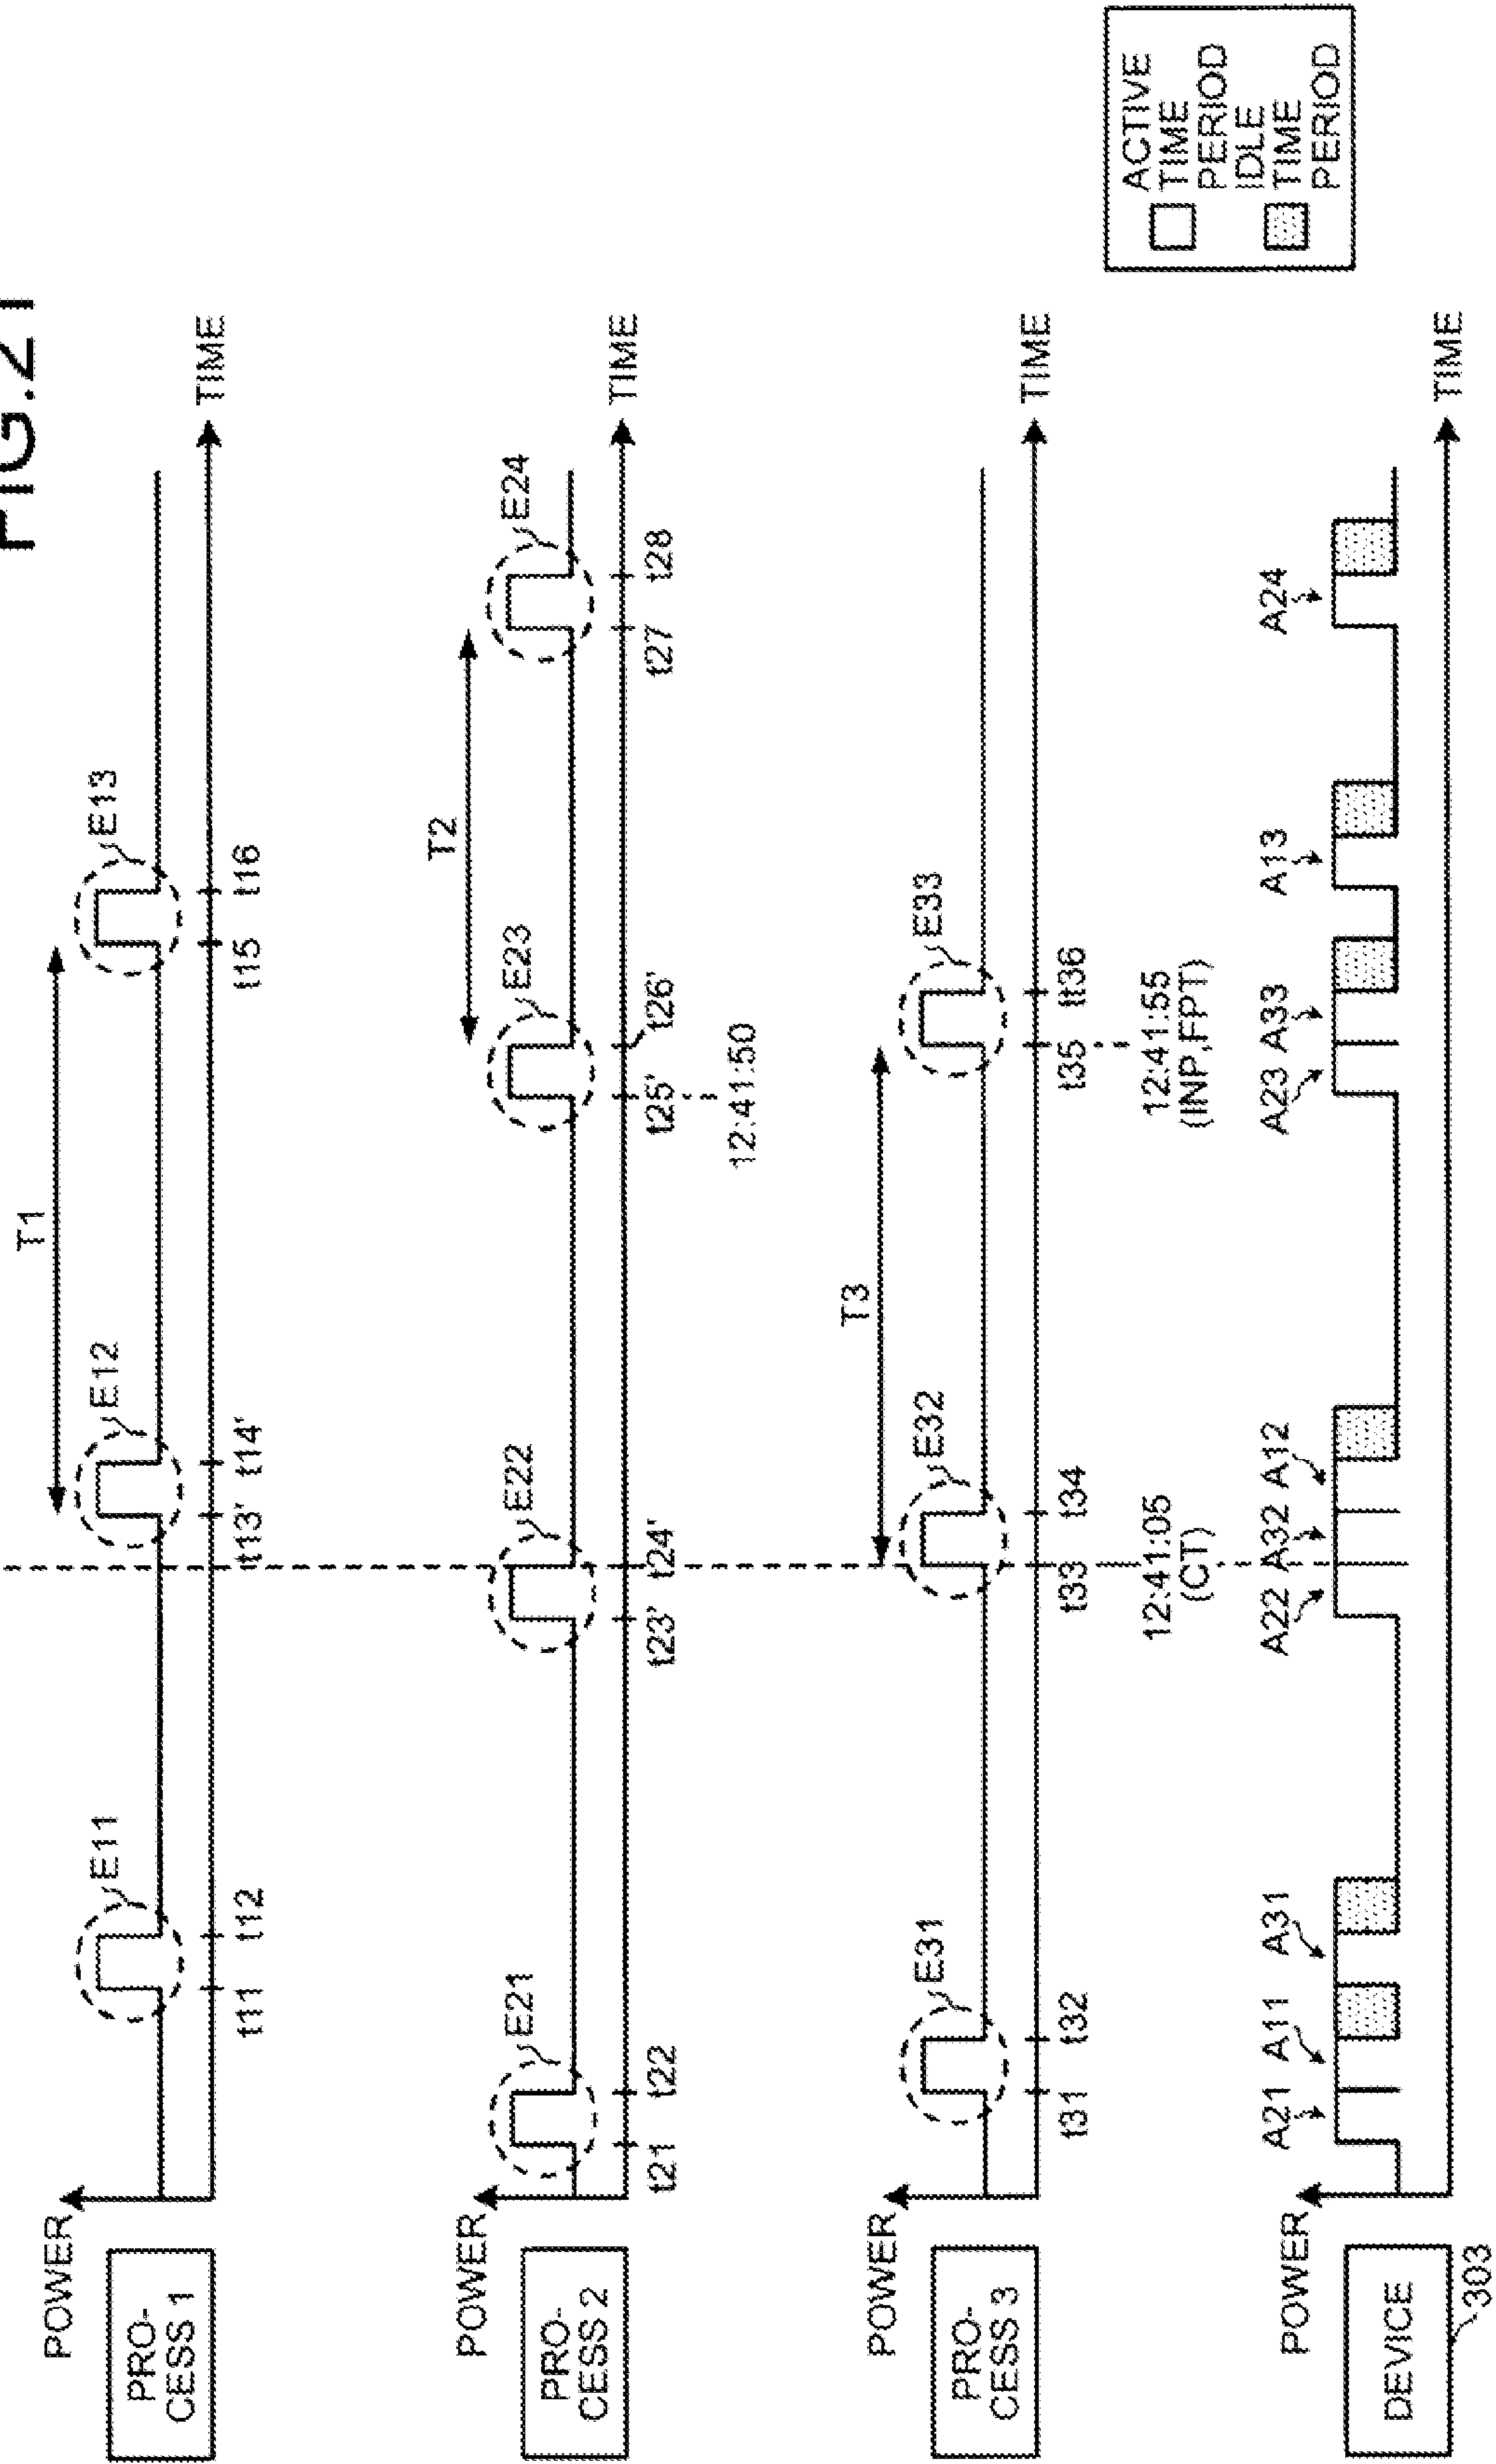 FIG.21
POWER
PRO-
CESS 1
T1
E11
E12
E13
t11
t12
t13'
t14'
t15
t16
TIME
POWER
PRO-
CESS 2
T2
E21
E22
E23
E24
t21
t22
t23'
t24'
t25'
t26'
t27
t28
12:41:50
TIME
POWER
PRO-
CESS 3
T3
E31
E32
E33
t31
t32
t33
t34
t35
t36
12:41:05
(CT)
12:41:55
(INP,FPT)
TIME
POWER
DEVICE
303
A21
A11
A31
A22
A32
A12
A23
A33
A13
A24
TIME
ACTIVE
TIME
PERIOD
IDLE
TIME
PERIOD